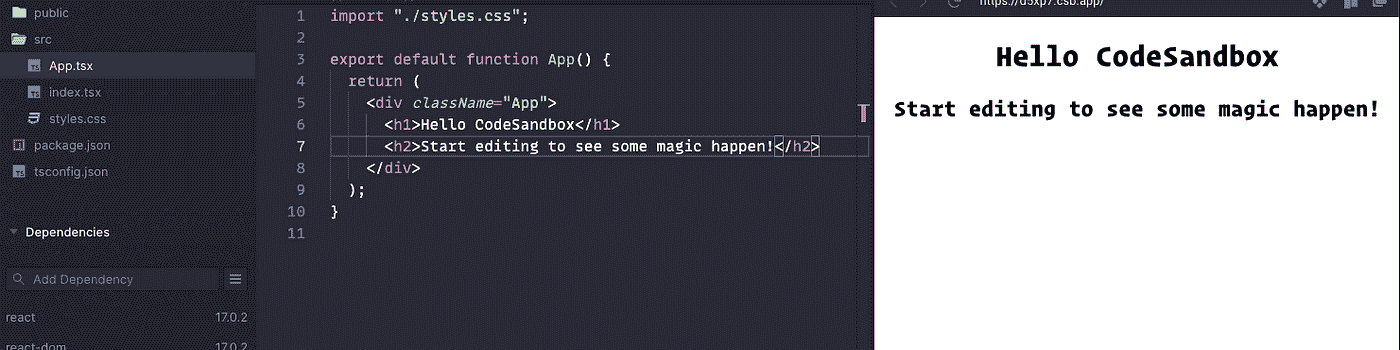 public
src
App.tsx
index.tsx
styles.css
package.json
tsconfig.json
Dependencies
Add Dependency
react 17.0.2
react-dom 17.0.2
1 import "./styles.css";
2
3 export default function App() {
4 return (
5 <div className="App">
6 <h1>Hello CodeSandbox</h1>
7 <h2>Start editing to see some magic happen!</h2>
8 </div>
9 );
10 }
11
https://d5xp7.csb.app/
Hello CodeSandbox
Start editing to see some magic happen!